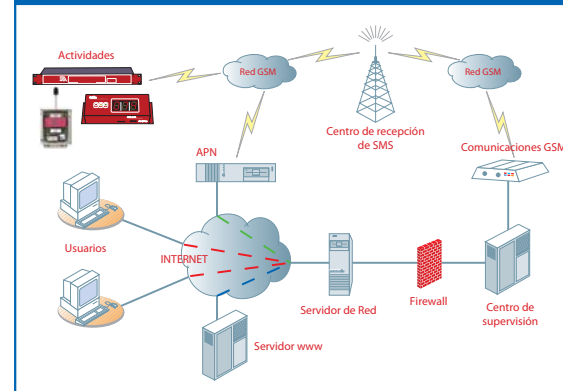 Actividades
Red GSM
Red GSM
Centro de recepción
de SMS
Comunicaciones GSM
APN
Usuarios
INTERNET
Servidor de Red
Firewall
Centro de
supervisión
Servidor www